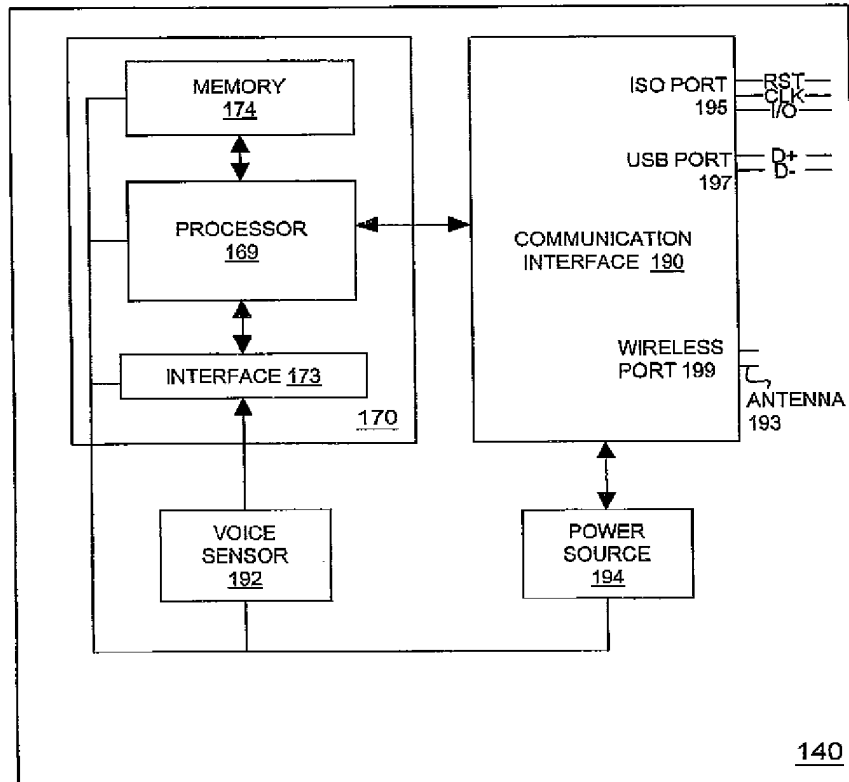 MEMORY
174
PROCESSOR
169
INTERFACE 173
170
VOICE
SENSOR
192
ISO PORT
195
RST
CLK
I/O
USB PORT
197
D+
D-
COMMUNICATION
INTERFACE 190
WIRELESS
PORT 199
ANTENNA
193
POWER
SOURCE
194
140